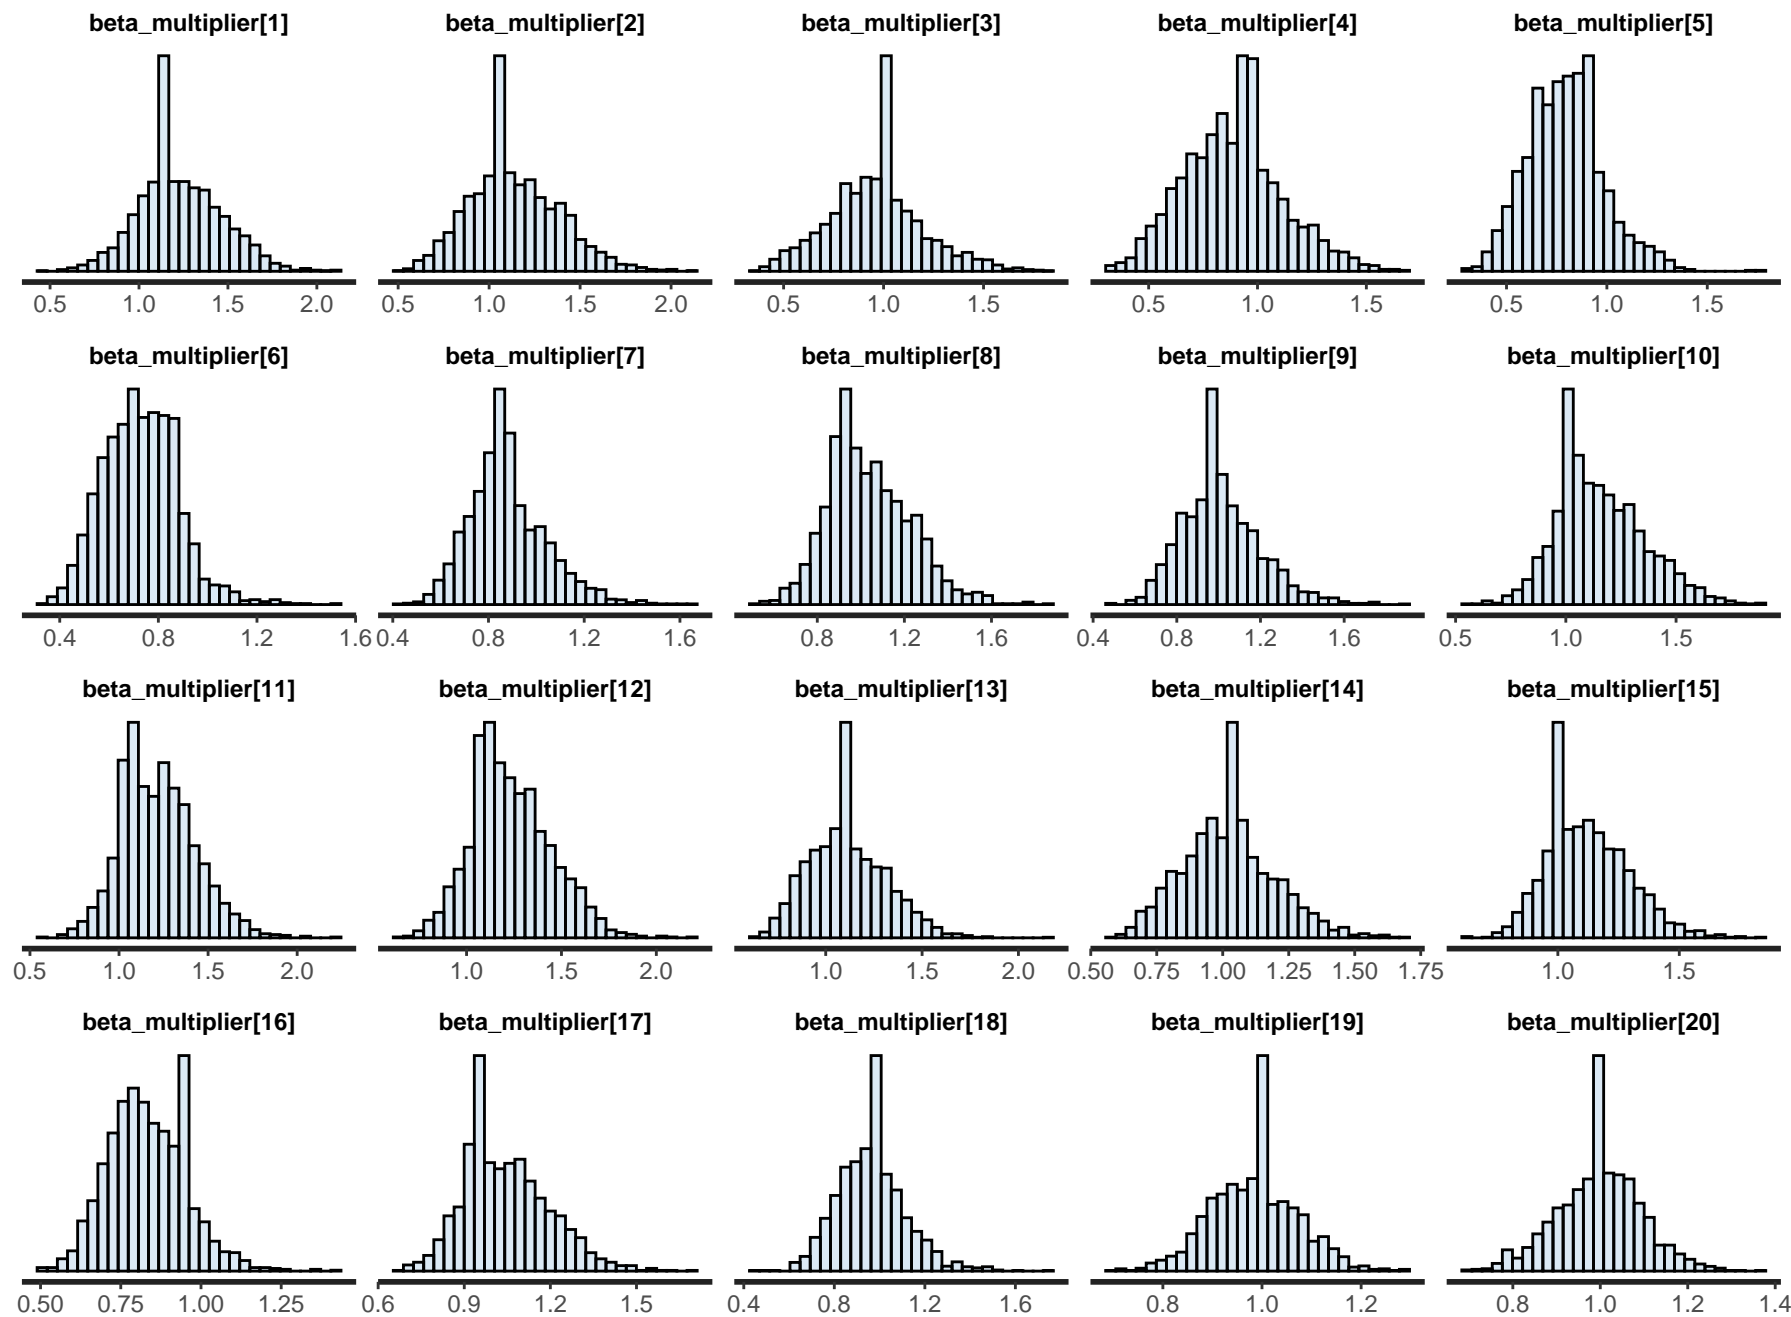 beta_multiplier[1] beta_multiplier[2] beta_multiplier[3] beta_multiplier[4] beta_multiplier[5]
0.5 1.0 1.5 2.0 0.5 1.0 1.5 2.0 0.5 1.0 1.5 0.5 1.0 1.5 0.5 1.0 1.5
beta_multiplier[6] beta_multiplier[7] beta_multiplier[8] beta_multiplier[9] beta_multiplier[10]
0.4 0.8 1.2 1.6 0.4 0.8 1.2 1.6 0.8 1.2 1.6 0.4 0.8 1.2 1.6 0.5 1.0 1.5
beta_multiplier[11] beta_multiplier[12] beta_multiplier[13] beta_multiplier[14] beta_multiplier[15]
0.5 1.0 1.5 2.0 1.0 1.5 2.0 1.0 1.5 2.0 0.50 0.75 1.00 1.25 1.50 1.75 1.0 1.5
beta_multiplier[16] beta_multiplier[17] beta_multiplier[18] beta_multiplier[19] beta_multiplier[20]
0.50 0.75 1.00 1.25 0.6 0.9 1.2 1.5 0.4 0.8 1.2 1.6 0.8 1.0 1.2 0.8 1.0 1.2 1.4